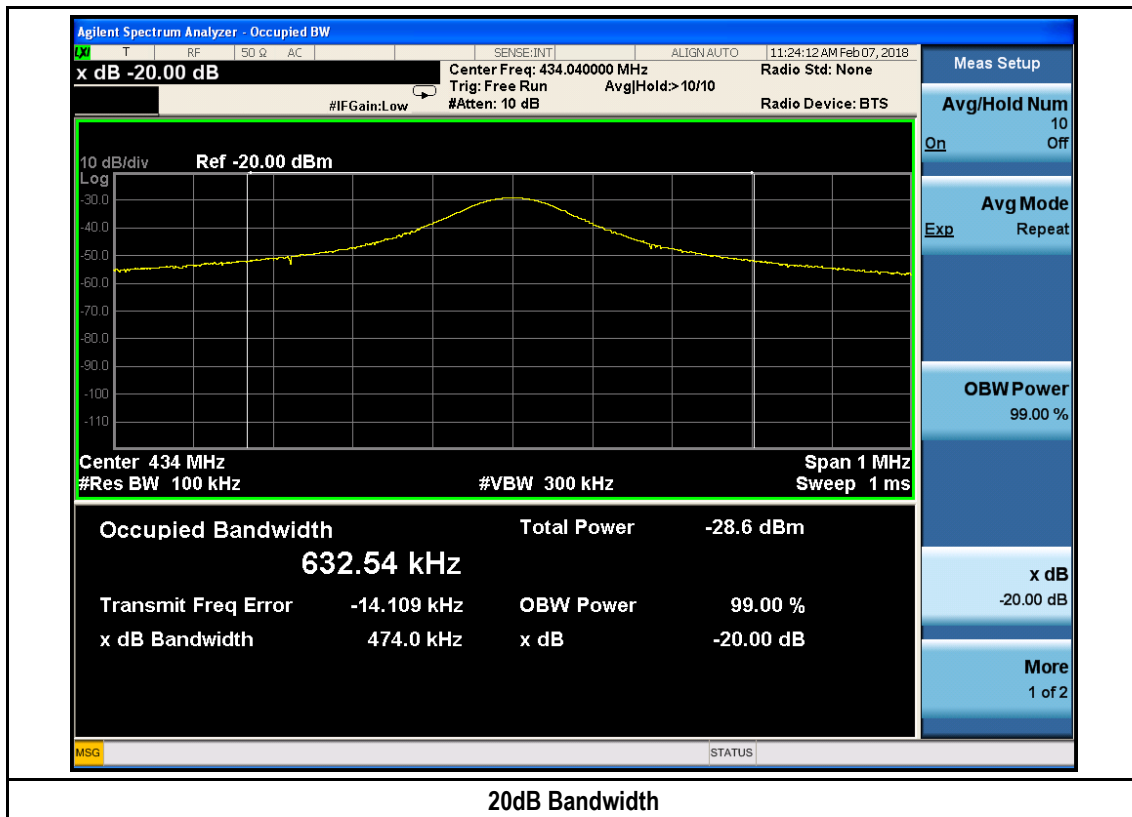 Agilent Spectrum Analyzer - Occupied BW
LXI T RF 50 Ω AC SENSE:INT ALIGN AUTO 11:24:12 AM Feb 07, 2018
x dB -20.00 dB
Center Freq: 434.040000 MHz
Radio Std: None
Trig: Free Run Avg|Hold:>10/10
#IFGain:Low
#Atten: 10 dB
Radio Device: BTS
10 dB/div Ref -20.00 dBm
Log
-30.0
-40.0
-50.0
-60.0
-70.0
-80.0
-90.0
-100
-110
Center 434 MHz Span 1 MHz
#Res BW 100 kHz #VBW 300 kHz Sweep 1 ms
Occupied Bandwidth Total Power -28.6 dBm
632.54 kHz
Transmit Freq Error -14.109 kHz OBW Power 99.00 %
x dB Bandwidth 474.0 kHz x dB -20.00 dB
Meas Setup
Avg/Hold Num
10
On Off
Avg Mode
Exp Repeat
OBW Power
99.00 %
x dB
-20.00 dB
More
1 of 2
MSG STATUS
20dB Bandwidth